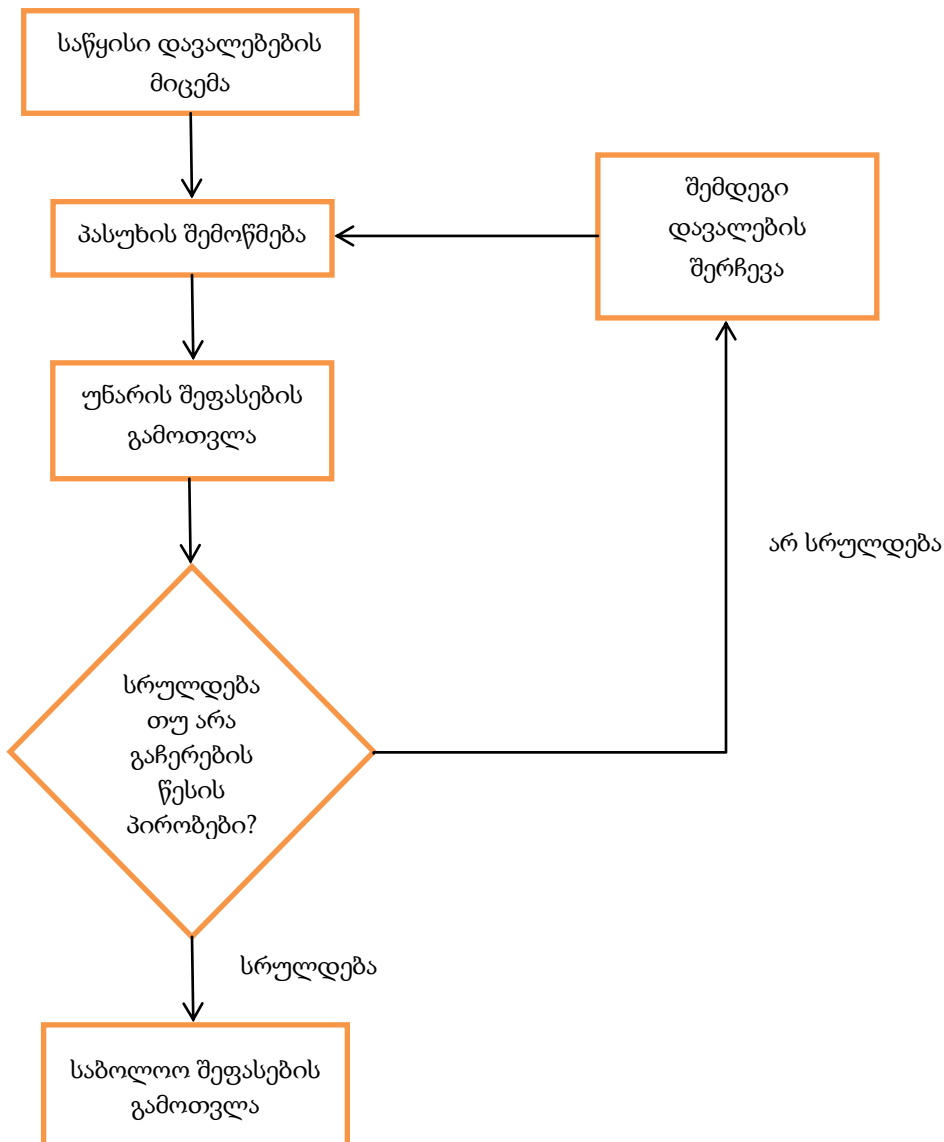 საწყისი დავალებების
მიცემა
პასუხის შემოწმება
შემდეგი
დავალების
შერჩევა
უნარის შეფასების
გამოთვლა
არ სრულდება
სრულდება
თუ არა
გაჩერების
წესის
პირობები?
სრულდება
საბოლოო შეფასების
გამოთვლა